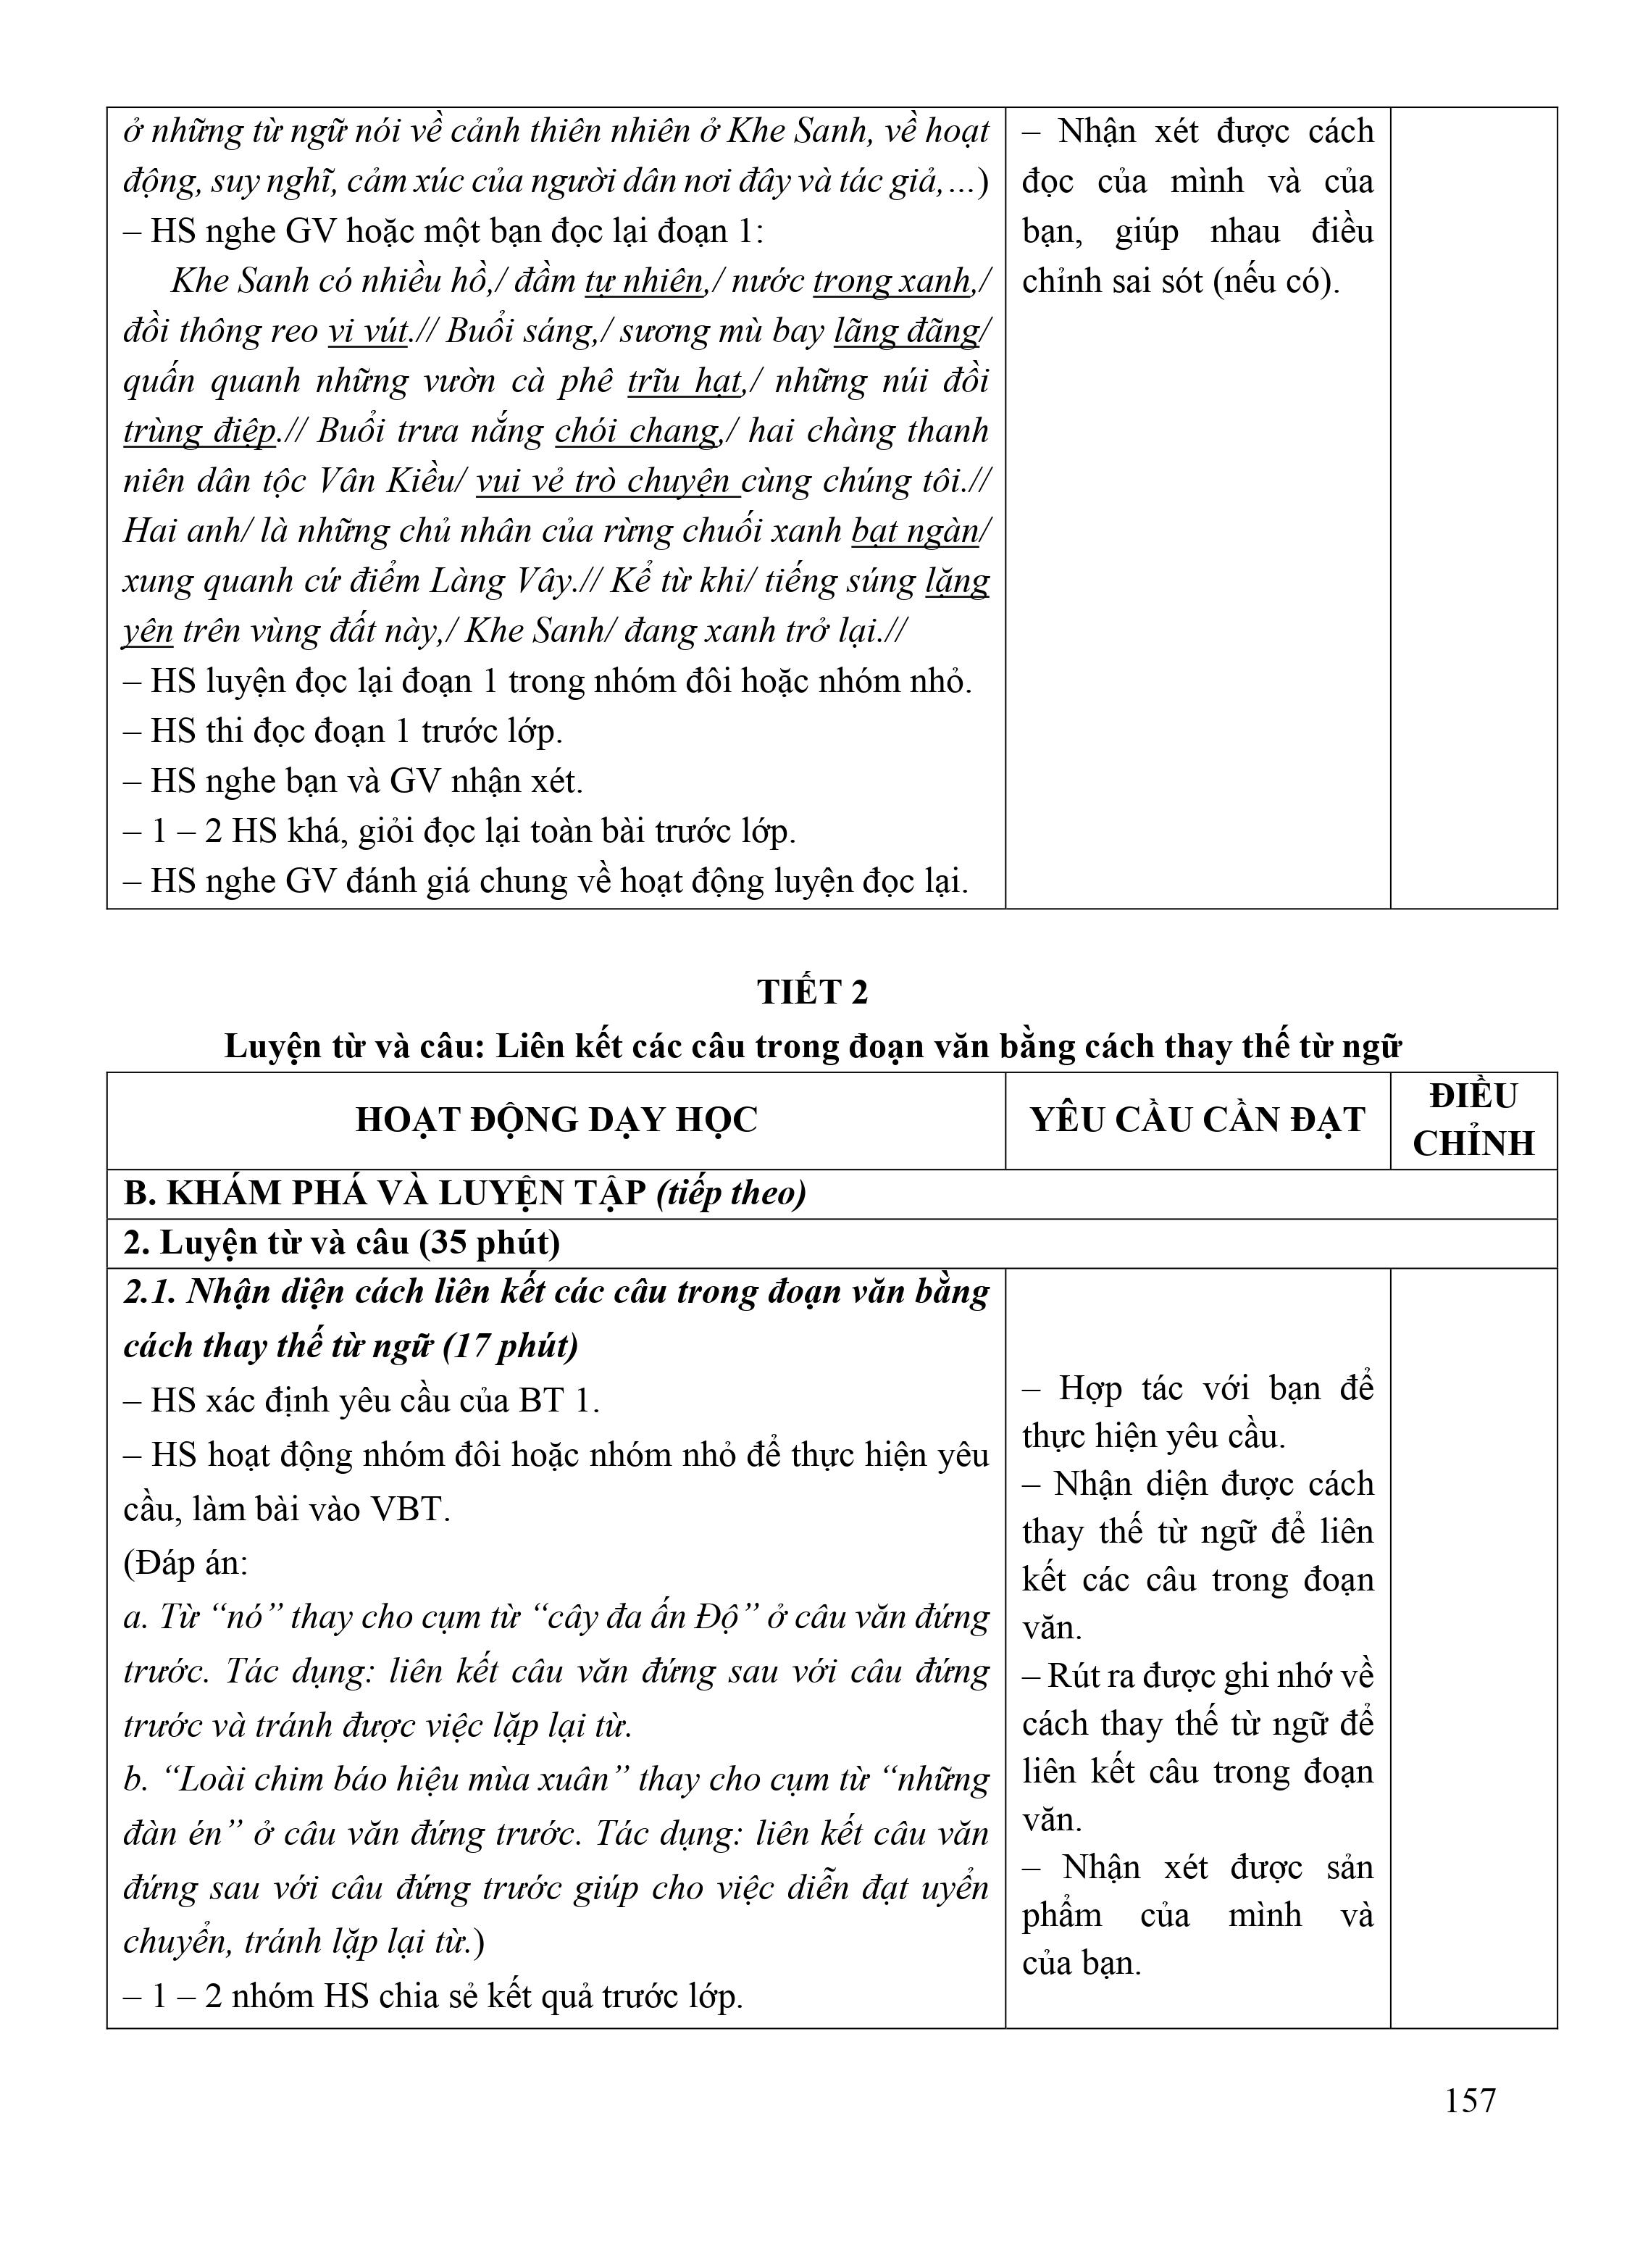 ở những từ ngữ nói về cảnh thiên nhiên ở Khe Sanh, về hoạt
động, suy nghĩ, cảm xúc của người dân nơi đây và tác giả,…)
– HS nghe GV hoặc một bạn đọc lại đoạn 1:
Khe Sanh có nhiều hồ,/ đầm tự nhiên,/ nước trong xanh,/
đồi thông reo vi vút.// Buổi sáng,/ sương mù bay lãng đãng/
quấn quanh những vườn cà phê trĩu hạt,/ những núi đồi
trùng điệp.// Buổi trưa nắng chói chang,/ hai chàng thanh
niên dân tộc Vân Kiều/ vui vẻ trò chuyện cùng chúng tôi.//
Hai anh/ là những chủ nhân của rừng chuối xanh bạt ngàn/
xung quanh cứ điểm Làng Vây.// Kể từ khi/ tiếng súng lặng
yên trên vùng đất này,/ Khe Sanh/ đang xanh trở lại.//
– HS luyện đọc lại đoạn 1 trong nhóm đôi hoặc nhóm nhỏ.
– HS thi đọc đoạn 1 trước lớp.
– HS nghe bạn và GV nhận xét.
– 1 – 2 HS khá, giỏi đọc lại toàn bài trước lớp.
– HS nghe GV đánh giá chung về hoạt động luyện đọc lại.
– Nhận xét được cách
đọc của mình và của
bạn, giúp nhau điều
chỉnh sai sót (nếu có).
TIẾT 2
Luyện từ và câu: Liên kết các câu trong đoạn văn bằng cách thay thế từ ngữ
HOẠT ĐỘNG DẠY HỌC
YÊU CẦU CẦN ĐẠT
ĐIỀU
CHỈNH
B. KHÁM PHÁ VÀ LUYỆN TẬP (tiếp theo)
2. Luyện từ và câu (35 phút)
2.1. Nhận diện cách liên kết các câu trong đoạn văn bằng
cách thay thế từ ngữ (17 phút)
– HS xác định yêu cầu của BT 1.
– HS hoạt động nhóm đôi hoặc nhóm nhỏ để thực hiện yêu
cầu, làm bài vào VBT.
(Đáp án:
a. Từ “nó” thay cho cụm từ “cây đa ấn Độ” ở câu văn đứng
trước. Tác dụng: liên kết câu văn đứng sau với câu đứng
trước và tránh được việc lặp lại từ.
b. “Loài chim báo hiệu mùa xuân” thay cho cụm từ “những
đàn én” ở câu văn đứng trước. Tác dụng: liên kết câu văn
đứng sau với câu đứng trước giúp cho việc diễn đạt uyển
chuyển, tránh lặp lại từ.)
– 1 – 2 nhóm HS chia sẻ kết quả trước lớp.
– Hợp tác với bạn để
thực hiện yêu cầu.
– Nhận diện được cách
thay thế từ ngữ để liên
kết các câu trong đoạn
văn.
– Rút ra được ghi nhớ về
cách thay thế từ ngữ để
liên kết câu trong đoạn
văn.
– Nhận xét được sản
phẩm của mình và
của bạn.
157